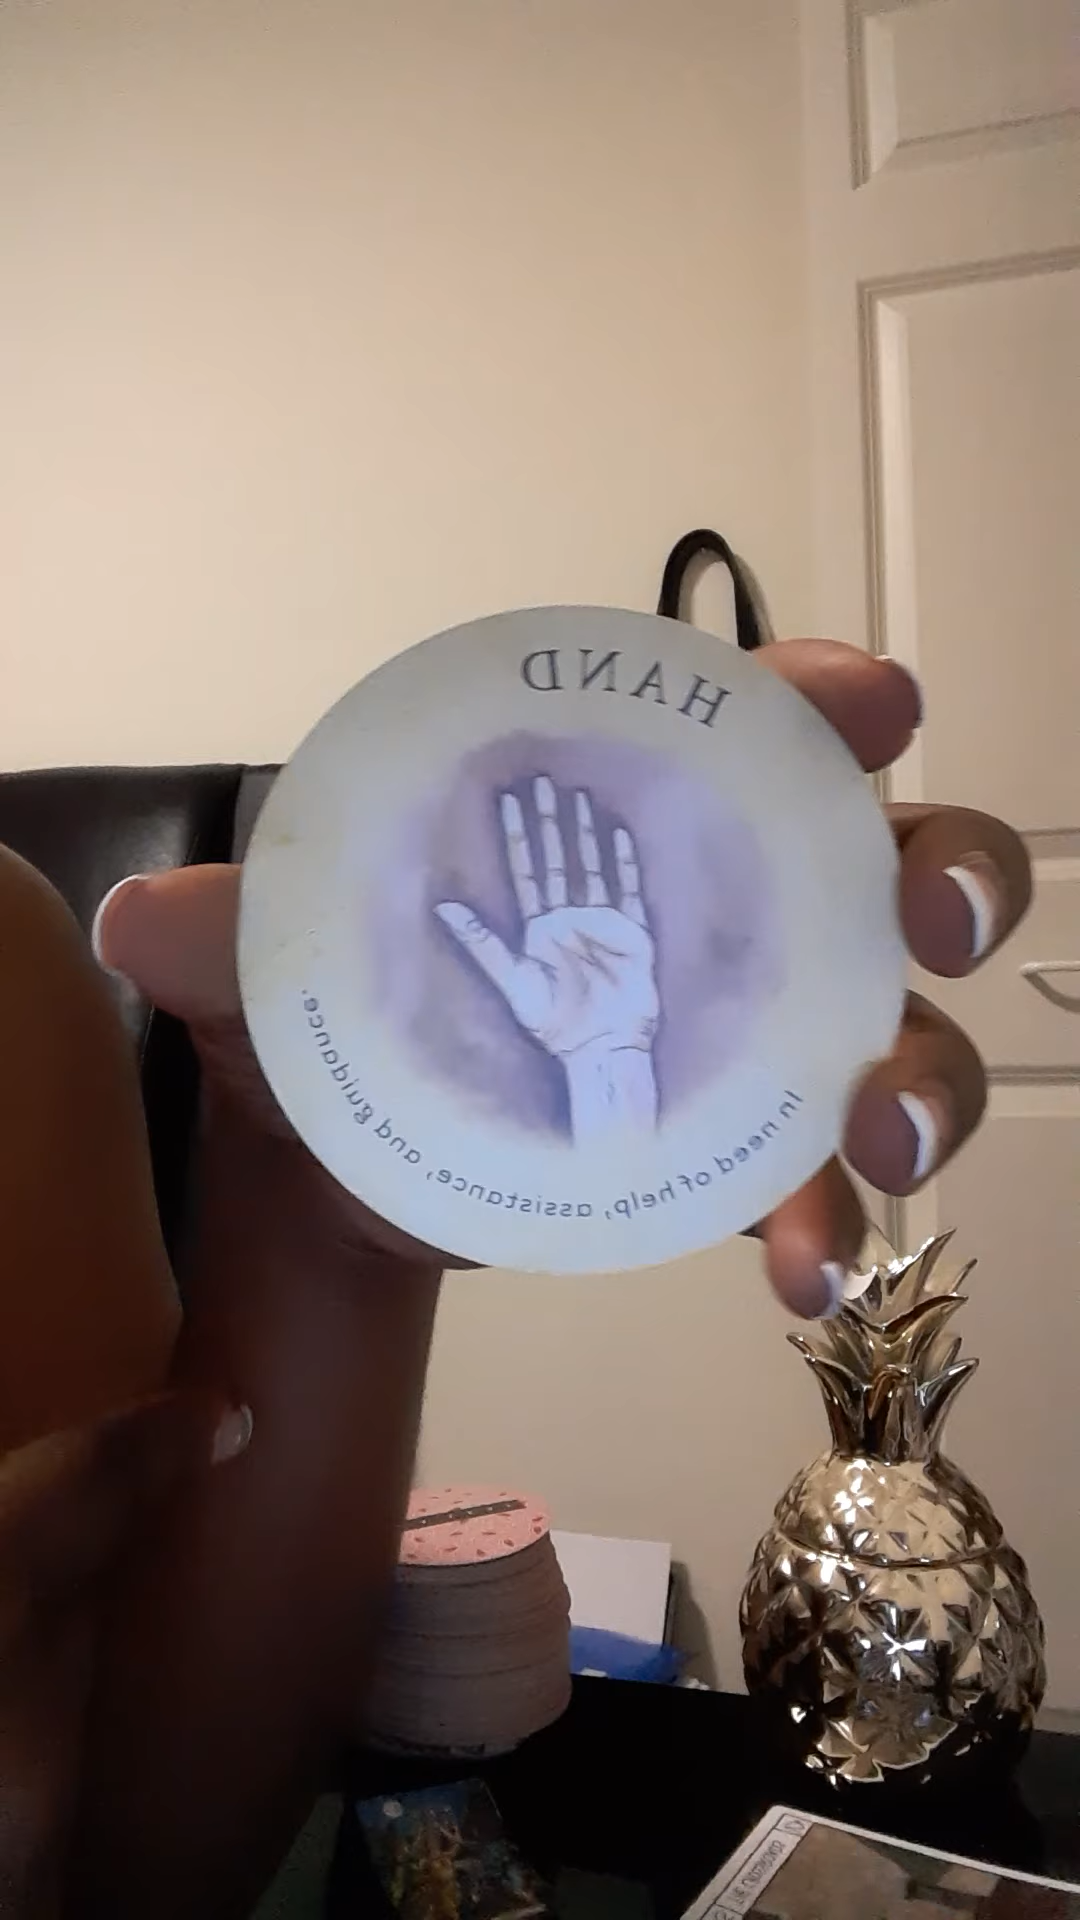 HAND
In need of help, assistance, and guidance.